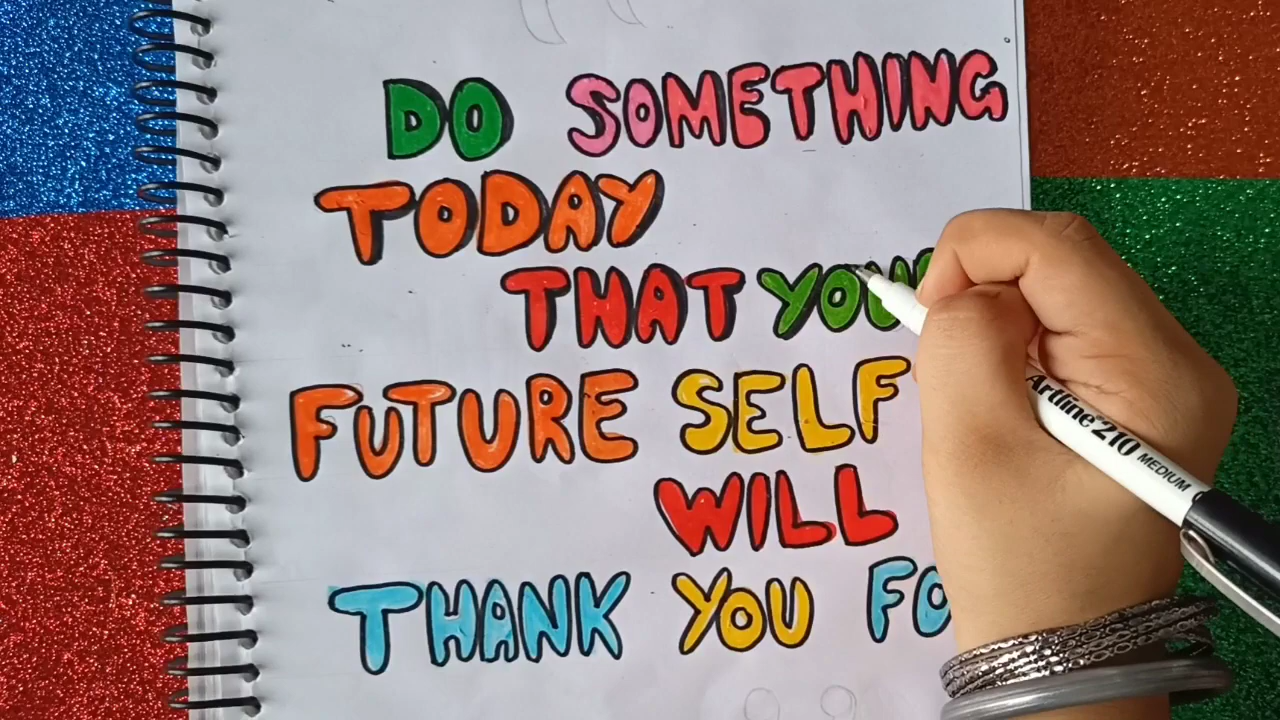 DO SOMETHING
TODAY
THAT YOU
FUTURE SELF
WILL
THANK YOU FO
Artline 210 MEDIUM